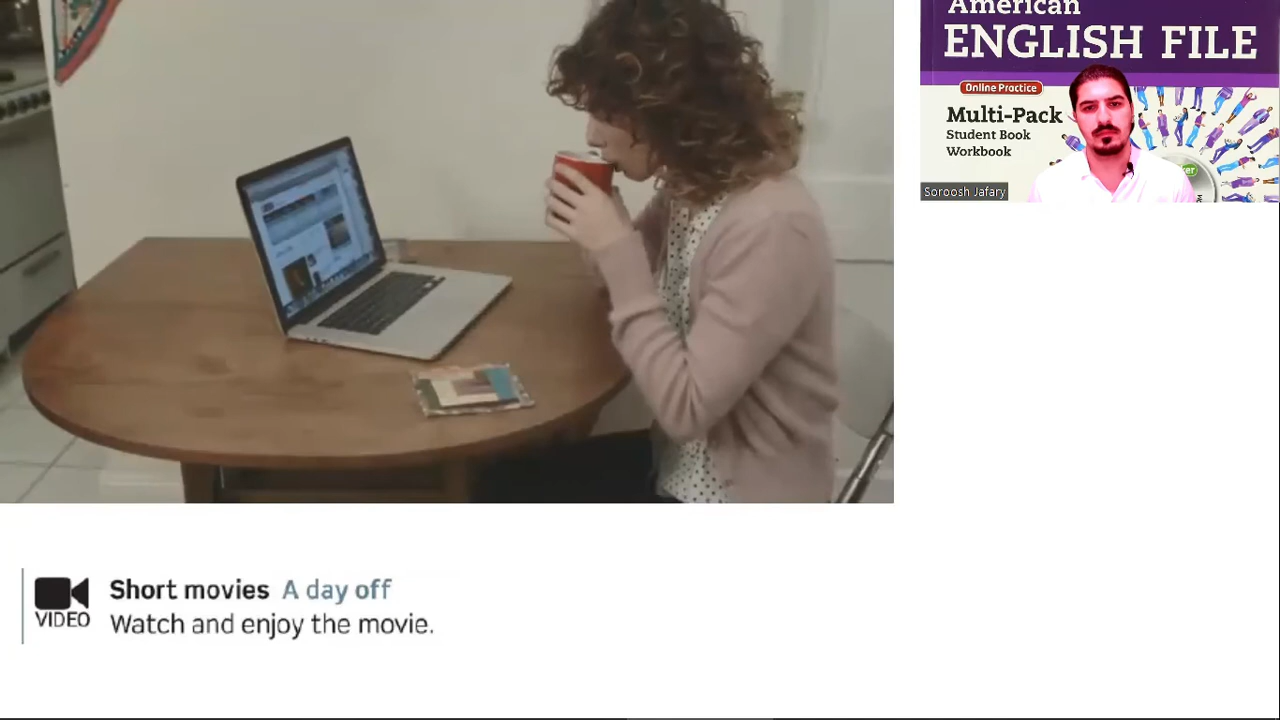 Short movies A day off
Watch and enjoy the movie.
VIDEO
American
ENGLISH FILE
Online Practice
Multi-Pack
Student Book
Workbook
Soroosh Jafary